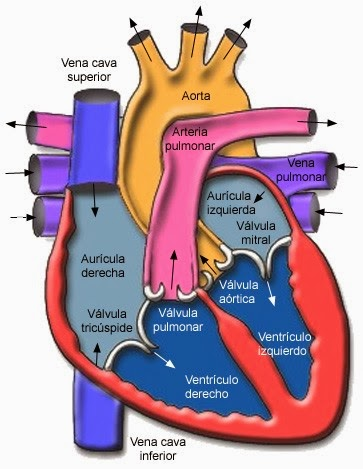 Vena cava
superior
Aorta
Arteria
pulmonar
Vena
pulmonar
Aurícula
izquierda
Válvula
mitral
Aurícula
derecha
Válvula
aórtica
Válvula
tricúspide
Válvula
pulmonar
Ventrículo
izquierdo
Ventrículo
derecho
Vena cava
inferior